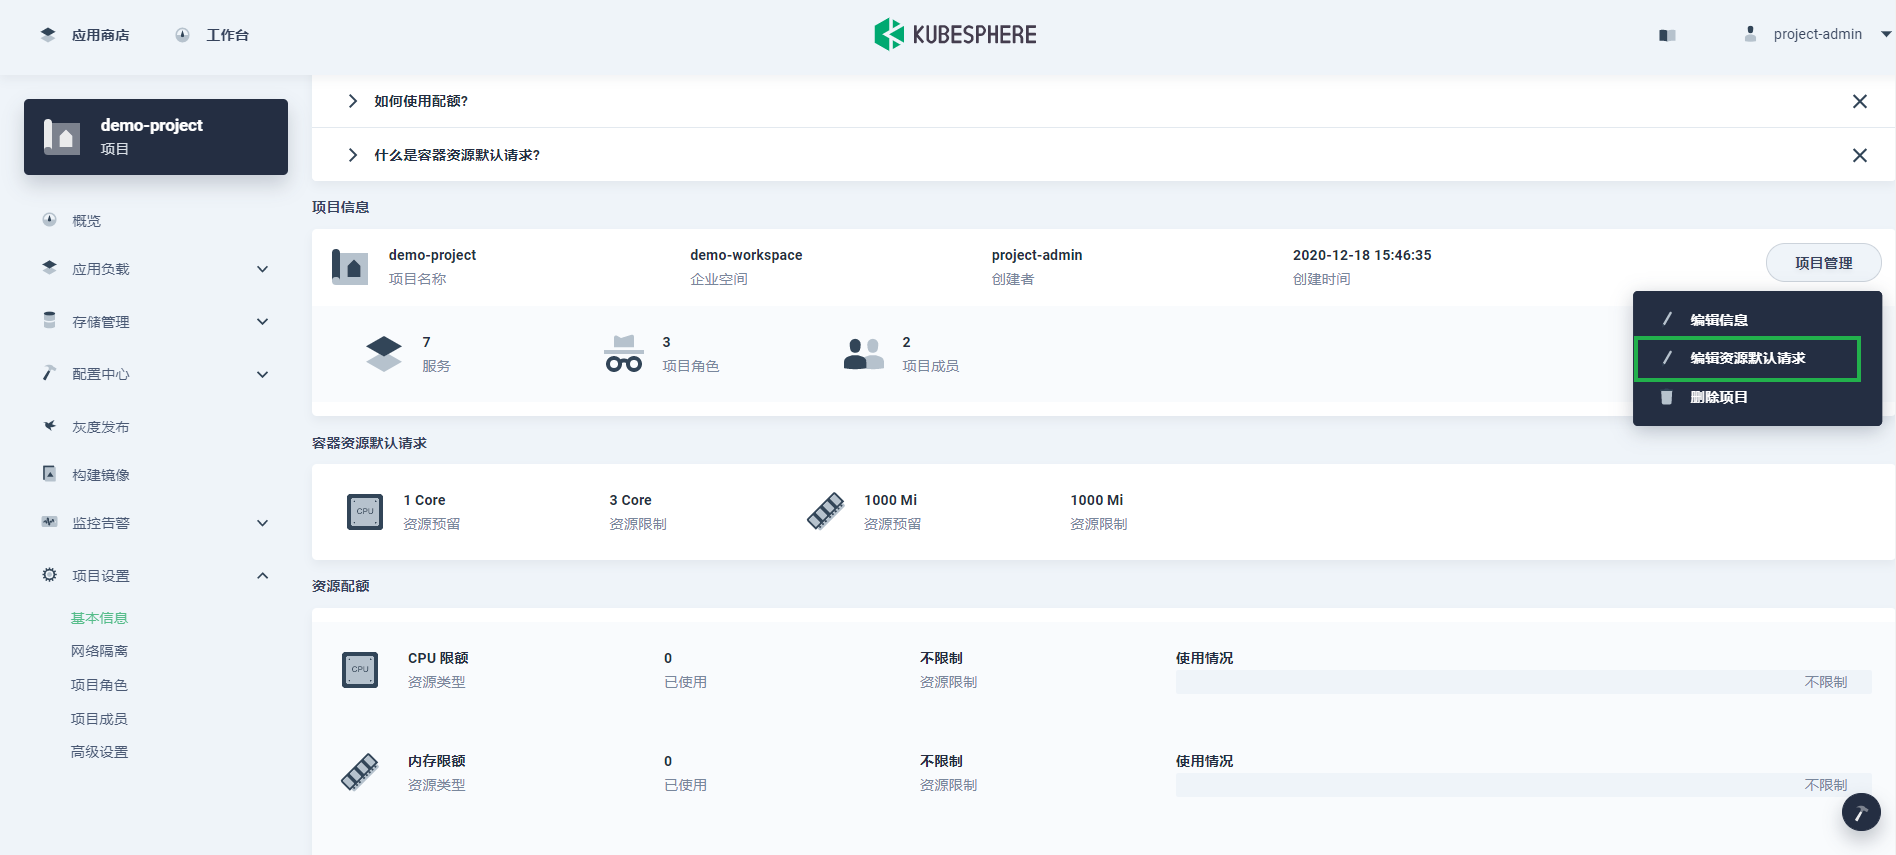 应用商店
工作台
KUBESPHERE
project-admin
demo-project
项目
概览
应用负载
存储管理
配置中心
灰度发布
构建镜像
监控告警
项目设置
基本信息
网络隔离
项目角色
项目成员
高级设置
如何使用配额?
什么是容器资源默认请求?
项目信息
demo-project
项目名称
demo-workspace
企业空间
project-admin
创建者
2020-12-18 15:46:35
创建时间
项目管理
编辑信息
编辑资源默认请求
删除项目
7
服务
3
项目角色
2
项目成员
容器资源默认请求
CPU
1 Core
资源预留
3 Core
资源限制
1000 Mi
资源预留
1000 Mi
资源限制
资源配额
CPU
CPU 限额
资源类型
0
已使用
不限制
资源限制
使用情况
不限制
内存限额
资源类型
0
已使用
不限制
资源限制
使用情况
不限制